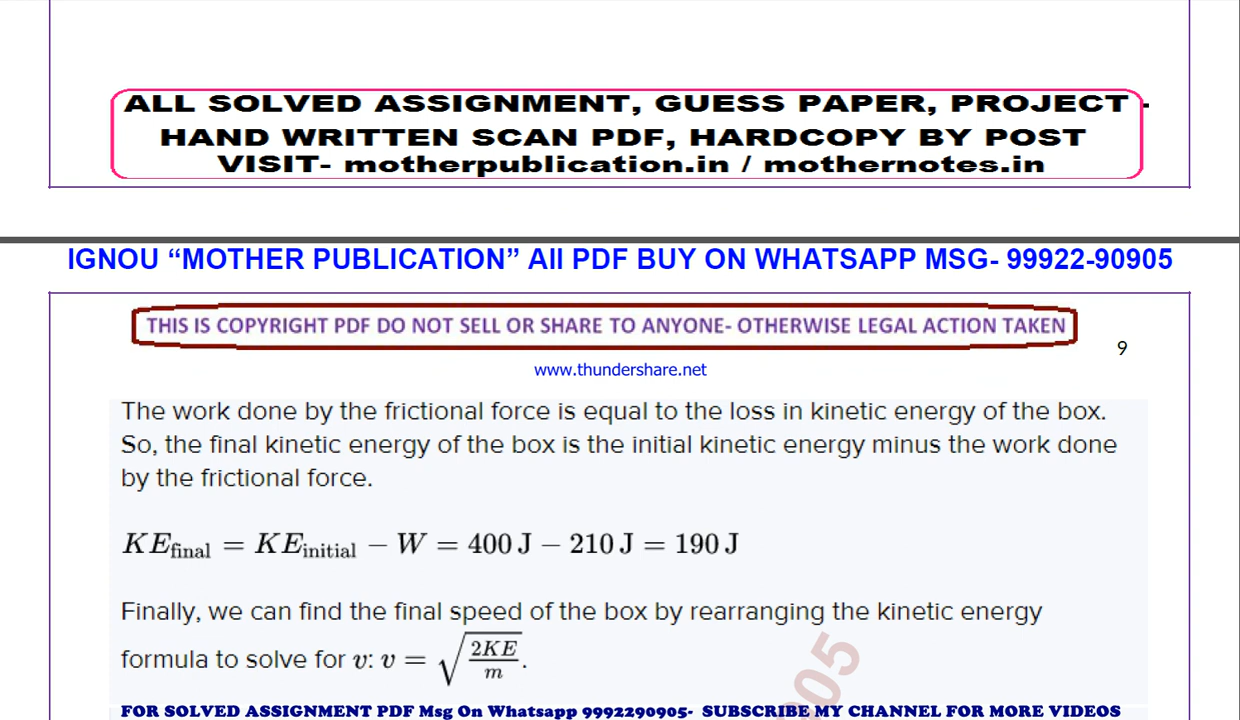 ALL SOLVED ASSIGNMENT, GUESS PAPER, PROJECT -
HAND WRITTEN SCAN PDF, HARDCOPY BY POST
VISIT- motherpublication.in / mothernotes.in
IGNOU “MOTHER PUBLICATION” All PDF BUY ON WHATSAPP MSG- 99922-90905
THIS IS COPYRIGHT PDF DO NOT SELL OR SHARE TO ANYONE- OTHERWISE LEGAL ACTION TAKEN
9
www.thundershare.net
The work done by the frictional force is equal to the loss in kinetic energy of the box.
So, the final kinetic energy of the box is the initial kinetic energy minus the work done
by the frictional force.
KE_final = KE_initial − W = 400 J − 210 J = 190 J
Finally, we can find the final speed of the box by rearranging the kinetic energy
formula to solve for v: v = √(2KE/m).
905
FOR SOLVED ASSIGNMENT PDF Msg On Whatsapp 9992290905- SUBSCRIBE MY CHANNEL FOR MORE VIDEOS